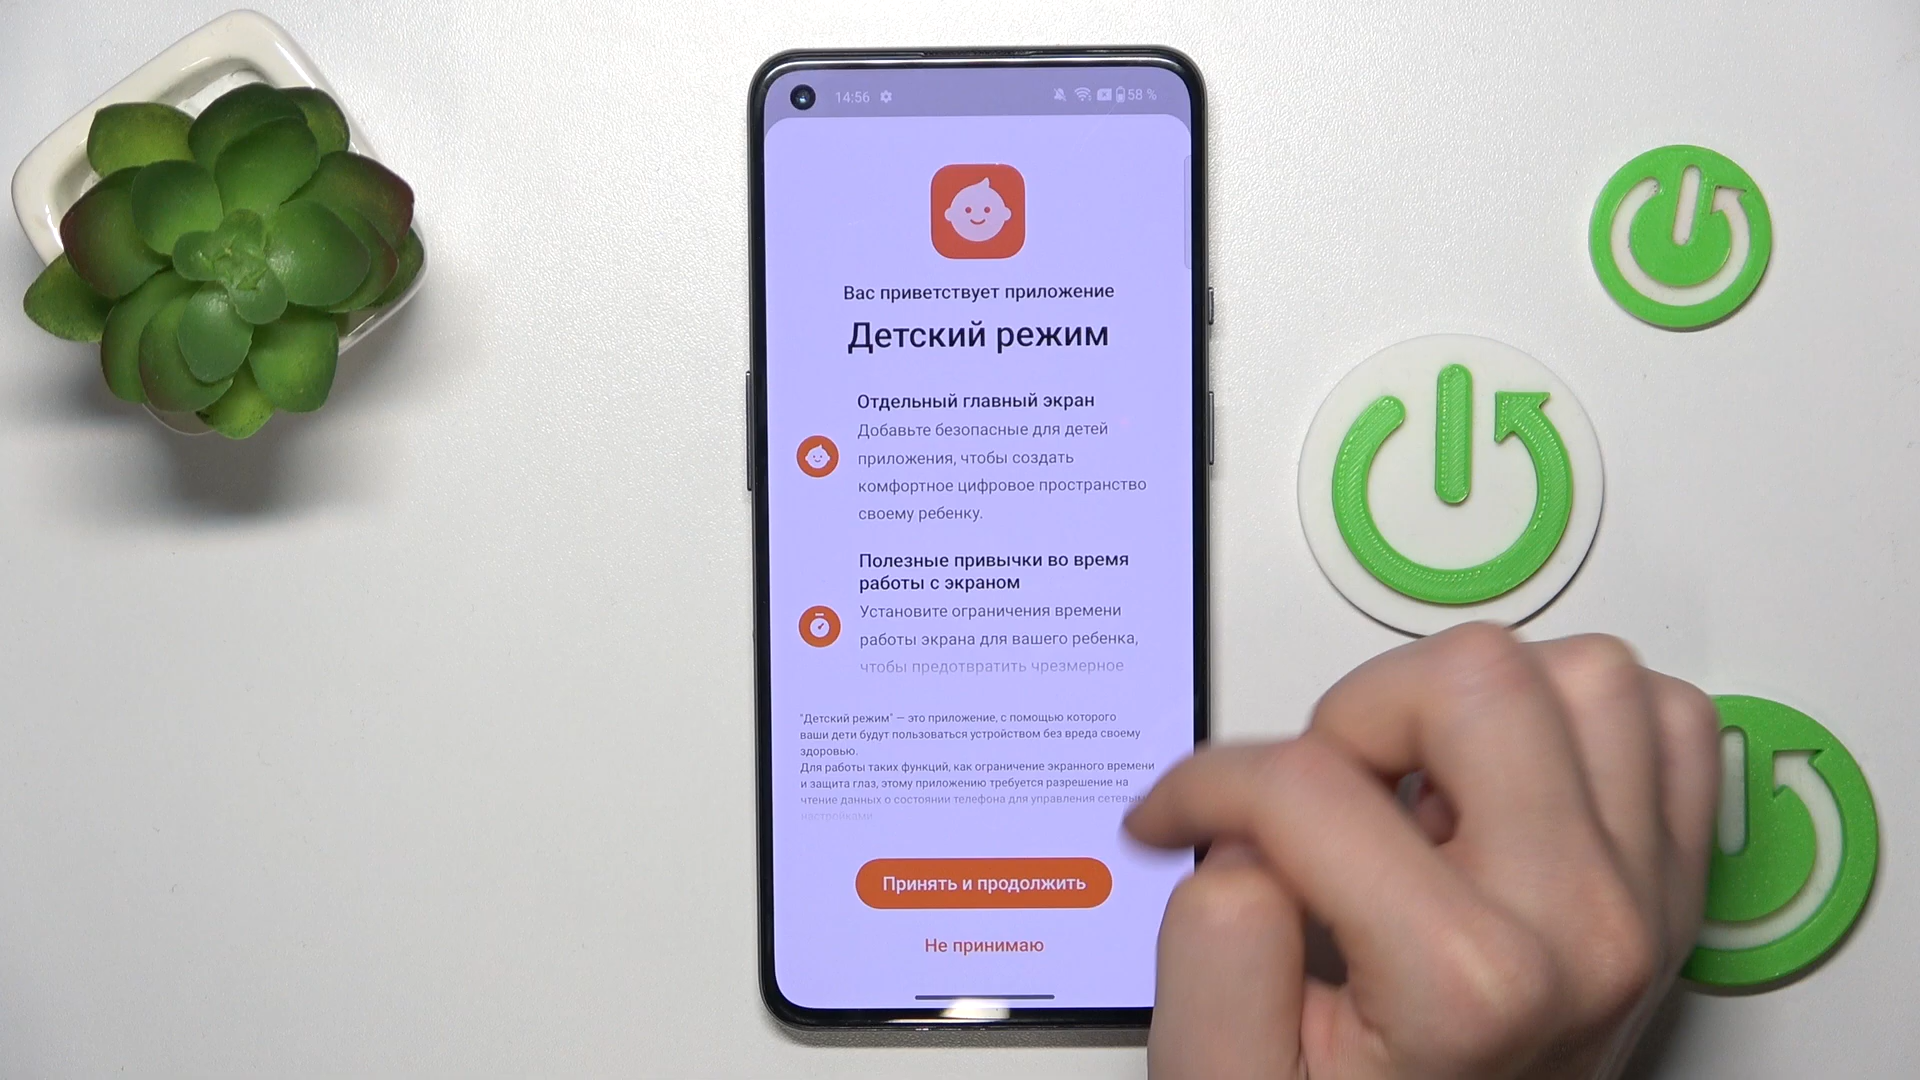 14:56
58 %
Вас приветствует приложение
Детский режим
Отдельный главный экран
Добавьте безопасные для детей
приложения, чтобы создать
комфортное цифровое пространство
своему ребенку.
Полезные привычки во время
работы с экраном
Установите ограничения времени
работы экрана для вашего ребенка,
чтобы предотвратить чрезмерное
"Детский режим" — это приложение, с помощью которого
ваши дети будут пользоваться устройством без вреда своему
здоровью.
Для работы таких функций, как ограничение экранного времени
и защита глаз, этому приложению требуется разрешение на
чтение данных о состоянии телефона для управления сетевыми
настройками.
Принять и продолжить
Не принимаю